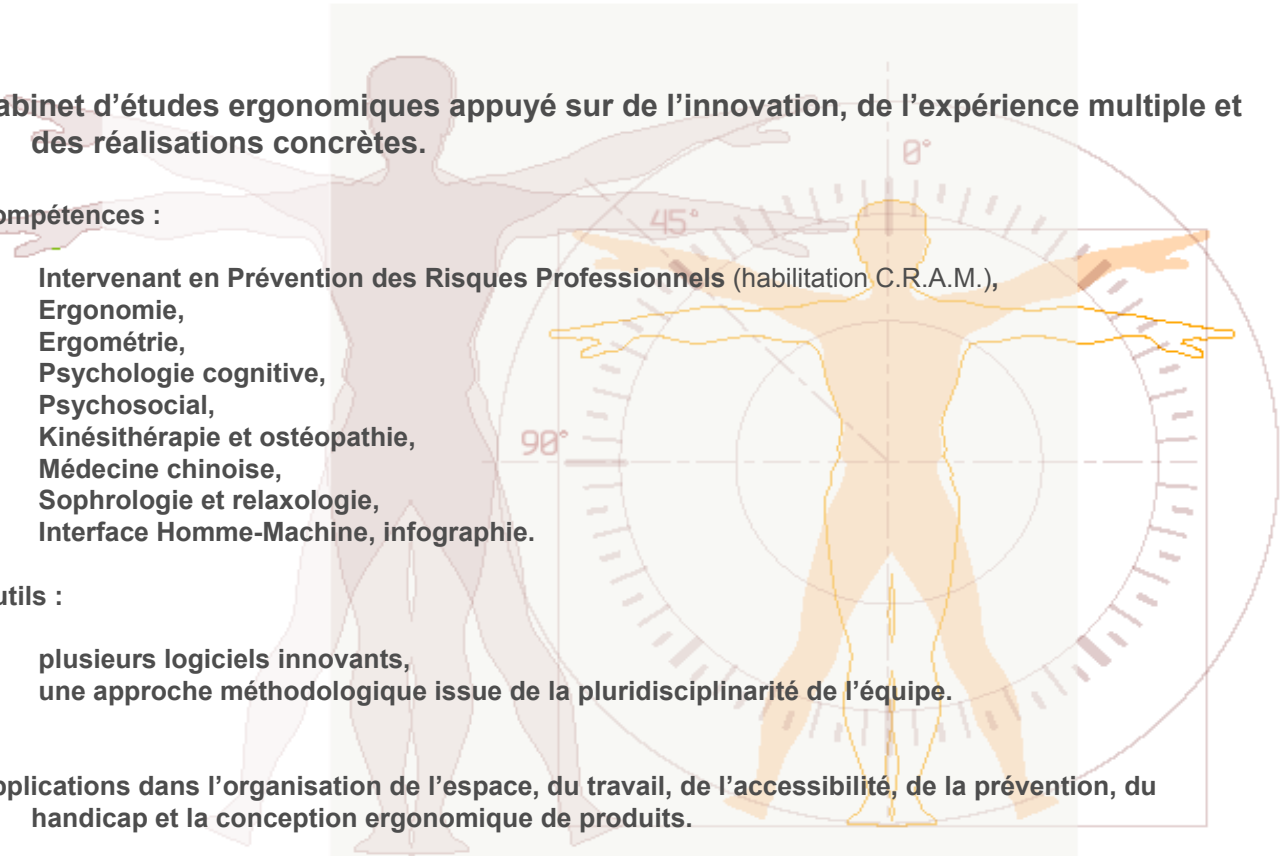 abinet d’études ergonomiques appuyé sur de l’innovation, de l’expérience multiple et
des réalisations concrètes.
0°
ompétences :
45°
Intervenant en Prévention des Risques Professionnels (habilitation C.R.A.M.),
Ergonomie,
Ergométrie,
Psychologie cognitive,
Psychosocial,
Kinésithérapie et ostéopathie,
90°
Médecine chinoise,
Sophrologie et relaxologie,
Interface Homme-Machine, infographie.
utils :
plusieurs logiciels innovants,
une approche méthodologique issue de la pluridisciplinarité de l’équipe.
pplications dans l’organisation de l’espace, du travail, de l’accessibilité, de la prévention, du
handicap et la conception ergonomique de produits.